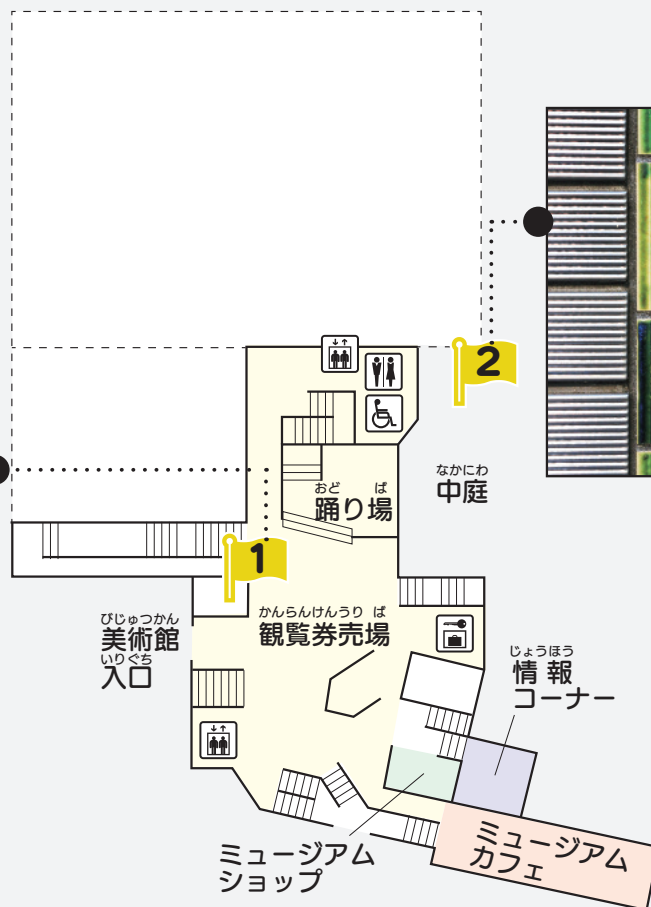 2
なかにわ
中庭
おど ば
踊り場
1
かんらんけんうり ば
観覧券売場
びじゅつかん
美術館
いりぐち
入口
じょうほう
情報
コーナー
ミュージアム
カフェ
ミュージアム
ショップ